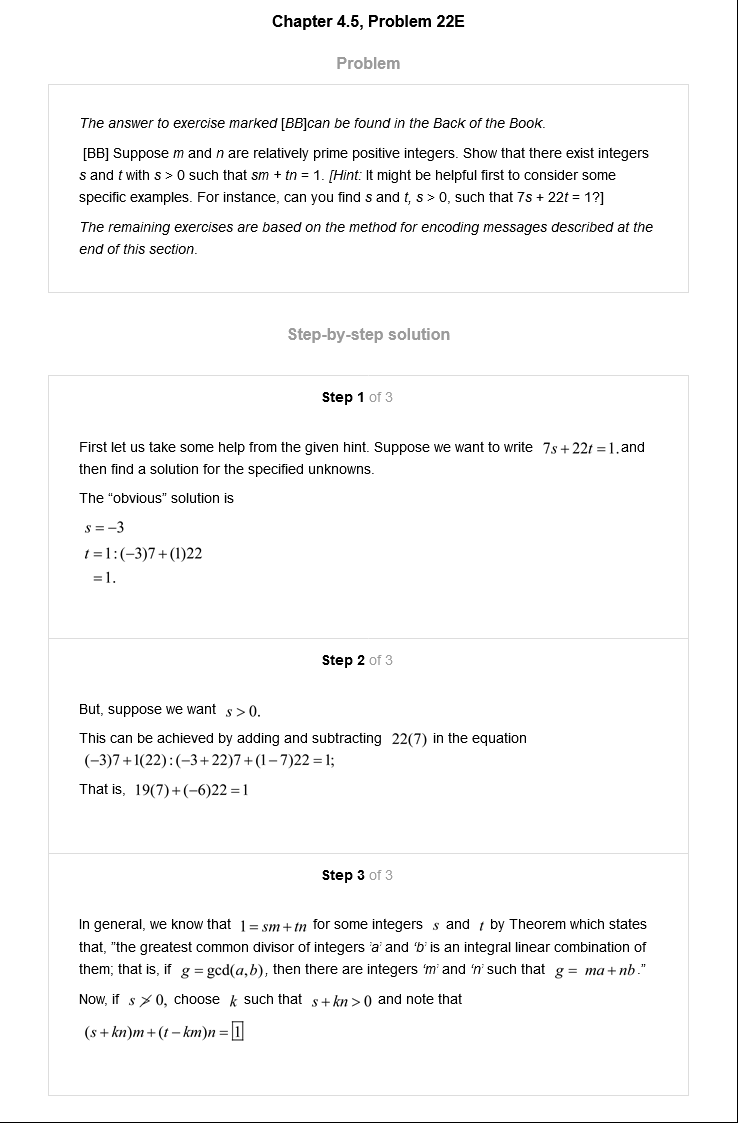 Chapter 4.5, Problem 22E
Problem
The answer to exercise marked [BB]can be found in the Back of the Book.
[BB] Suppose m and n are relatively prime positive integers. Show that there exist integers
s and t with s > 0 such that sm + tn = 1. [Hint: It might be helpful first to consider some
specific examples. For instance, can you find s and t, s > 0, such that 7s + 22t = 1?]
The remaining exercises are based on the method for encoding messages described at the
end of this section.
Step-by-step solution
Step 1 of 3
First let us take some help from the given hint. Suppose we want to write 7s + 22t = 1, and
then find a solution for the specified unknowns.
The “obvious” solution is
s = −3
t = 1 : (−3)7 + (1)22
= 1.
Step 2 of 3
But, suppose we want s > 0.
This can be achieved by adding and subtracting 22(7) in the equation
(−3)7 + 1(22) : (−3 + 22)7 + (1 − 7)22 = 1;
That is, 19(7) + (−6)22 = 1
Step 3 of 3
In general, we know that 1 = sm + tn for some integers s and t by Theorem which states
that, ”the greatest common divisor of integers ‘a’ and ‘b’ is an integral linear combination of
them; that is, if g = gcd(a, b), then there are integers ‘m’ and ‘n’ such that g = ma + nb.”
Now, if s ≯ 0, choose k such that s + kn > 0 and note that
(s + kn)m + (t − km)n = 1